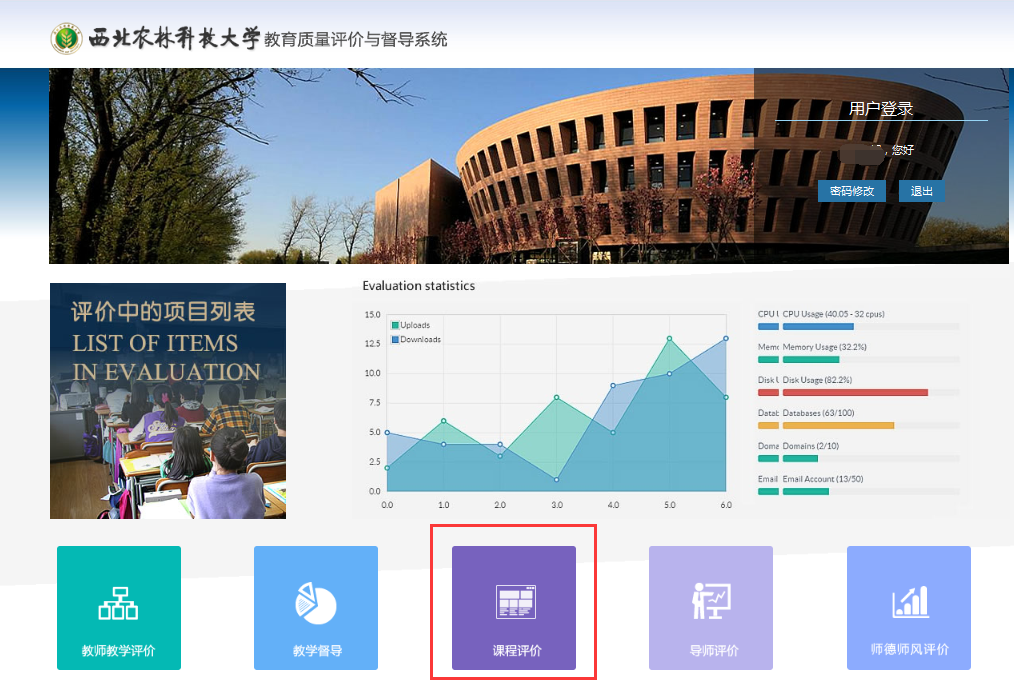 西北农林科技大学 教育质量评价与督导系统
用户登录
，您好
密码修改 退出
评价中的项目列表
LIST OF ITEMS
IN EVALUATION
Evaluation statistics
15.0
12.5
10.0
7.5
5.0
2.5
0.0
Uploads
Downloads
0.0 1.0 2.0 3.0 4.0 5.0 6.0
CPU U CPU Usage (40.05 - 32 cpus)
Memo Memory Usage (32.2%)
Disk U Disk Usage (82.2%)
Datab Databases (63/100)
Doma Domains (2/10)
Email Email Account (13/50)
教师教学评价
教学督导
课程评价
导师评价
师德师风评价